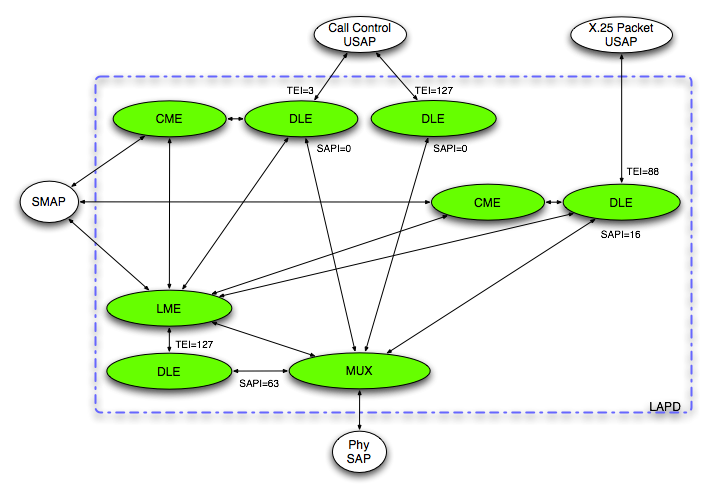 Call Control
USAP
X.25 Packet
USAP
TEI=3
TEI=127
CME
DLE
DLE
SAPI=0
SAPI=0
TEI=88
SMAP
CME
DLE
SAPI=16
LME
TEI=127
DLE
MUX
SAPI=63
LAPD
Phy
SAP